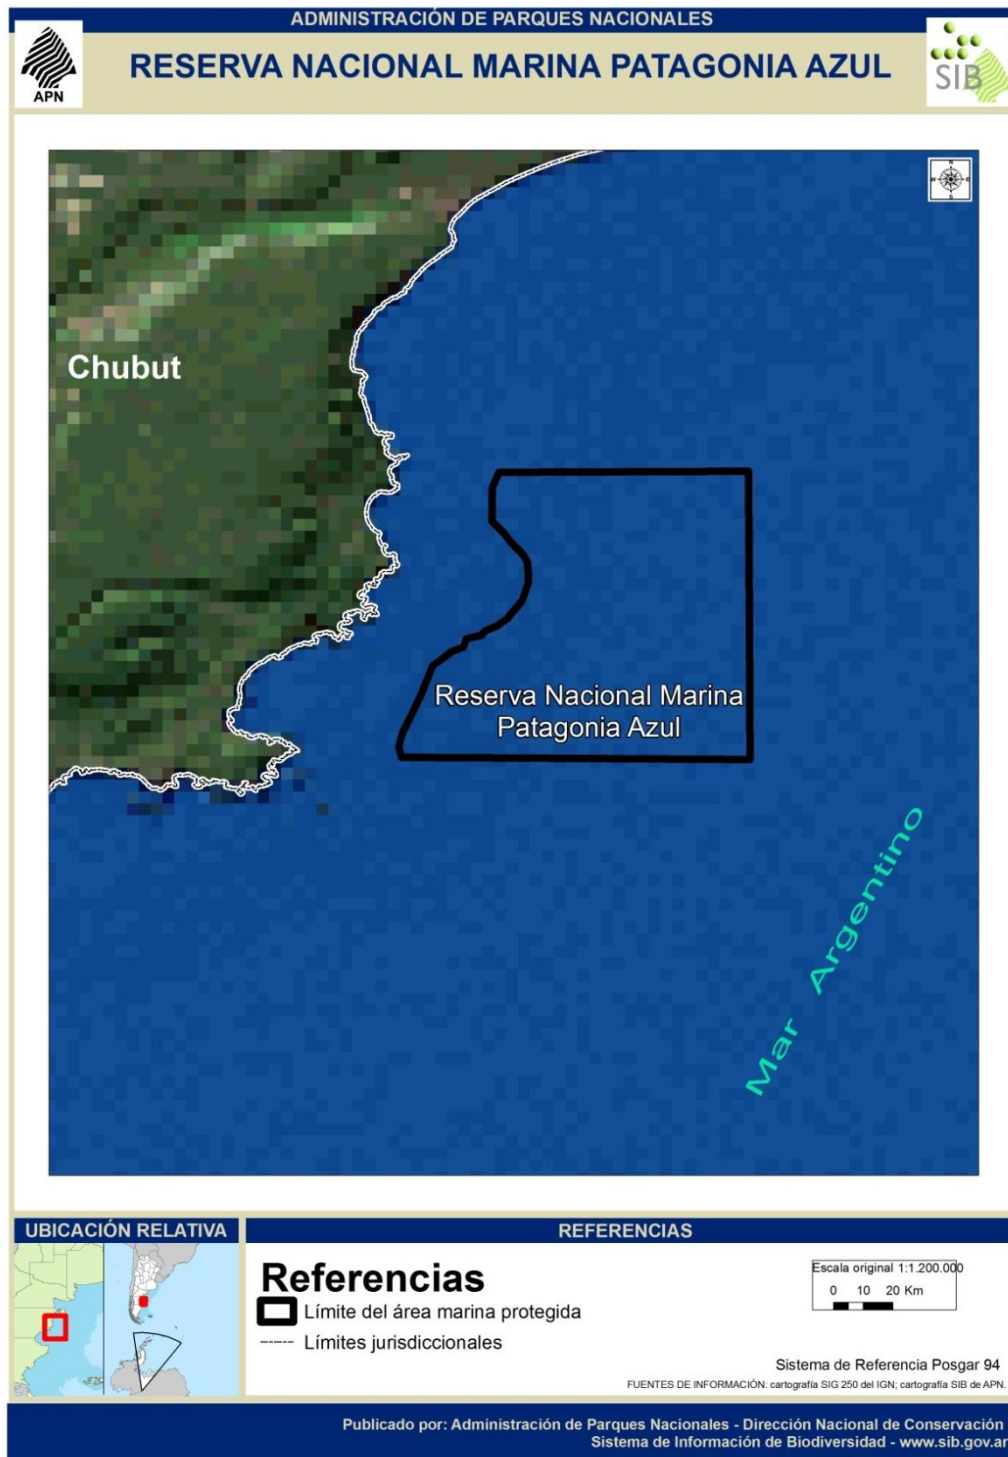 ADMINISTRACIÓN DE PARQUES NACIONALES
APN
RESERVA NACIONAL MARINA PATAGONIA AZUL
SIB
N
W E
S
Chubut
Reserva Nacional Marina
Patagonia Azul
Mar Argentino
UBICACIÓN RELATIVA
REFERENCIAS
Referencias
Límite del área marina protegida
Límites jurisdiccionales
Escala original 1:1.200.000
0 10 20 Km
Sistema de Referencia Posgar 94
FUENTES DE INFORMACIÓN: cartografía SIG 250 del IGN; cartografía SIB de APN.
Publicado por: Administración de Parques Nacionales - Dirección Nacional de Conservación
Sistema de Información de Biodiversidad - www.sib.gov.ar